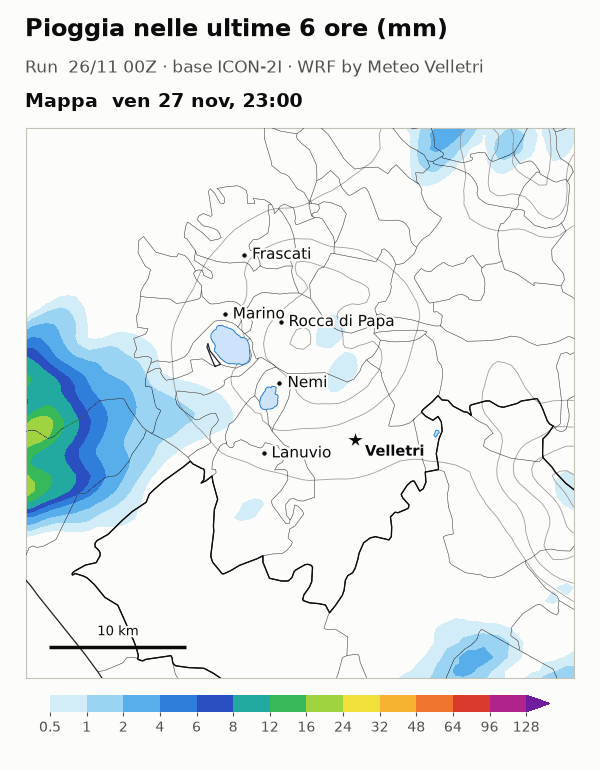 Pioggia nelle ultime 6 ore (mm)
Run 26/11 00Z · base ICON-2I · WRF by Meteo Velletri
Mappa ven 27 nov, 23:00
Frascati
Marino
Rocca di Papa
Nemi
Velletri
Lanuvio
10 km
0.5 1 2 4 6 8 12 16 24 32 48 64 96 128